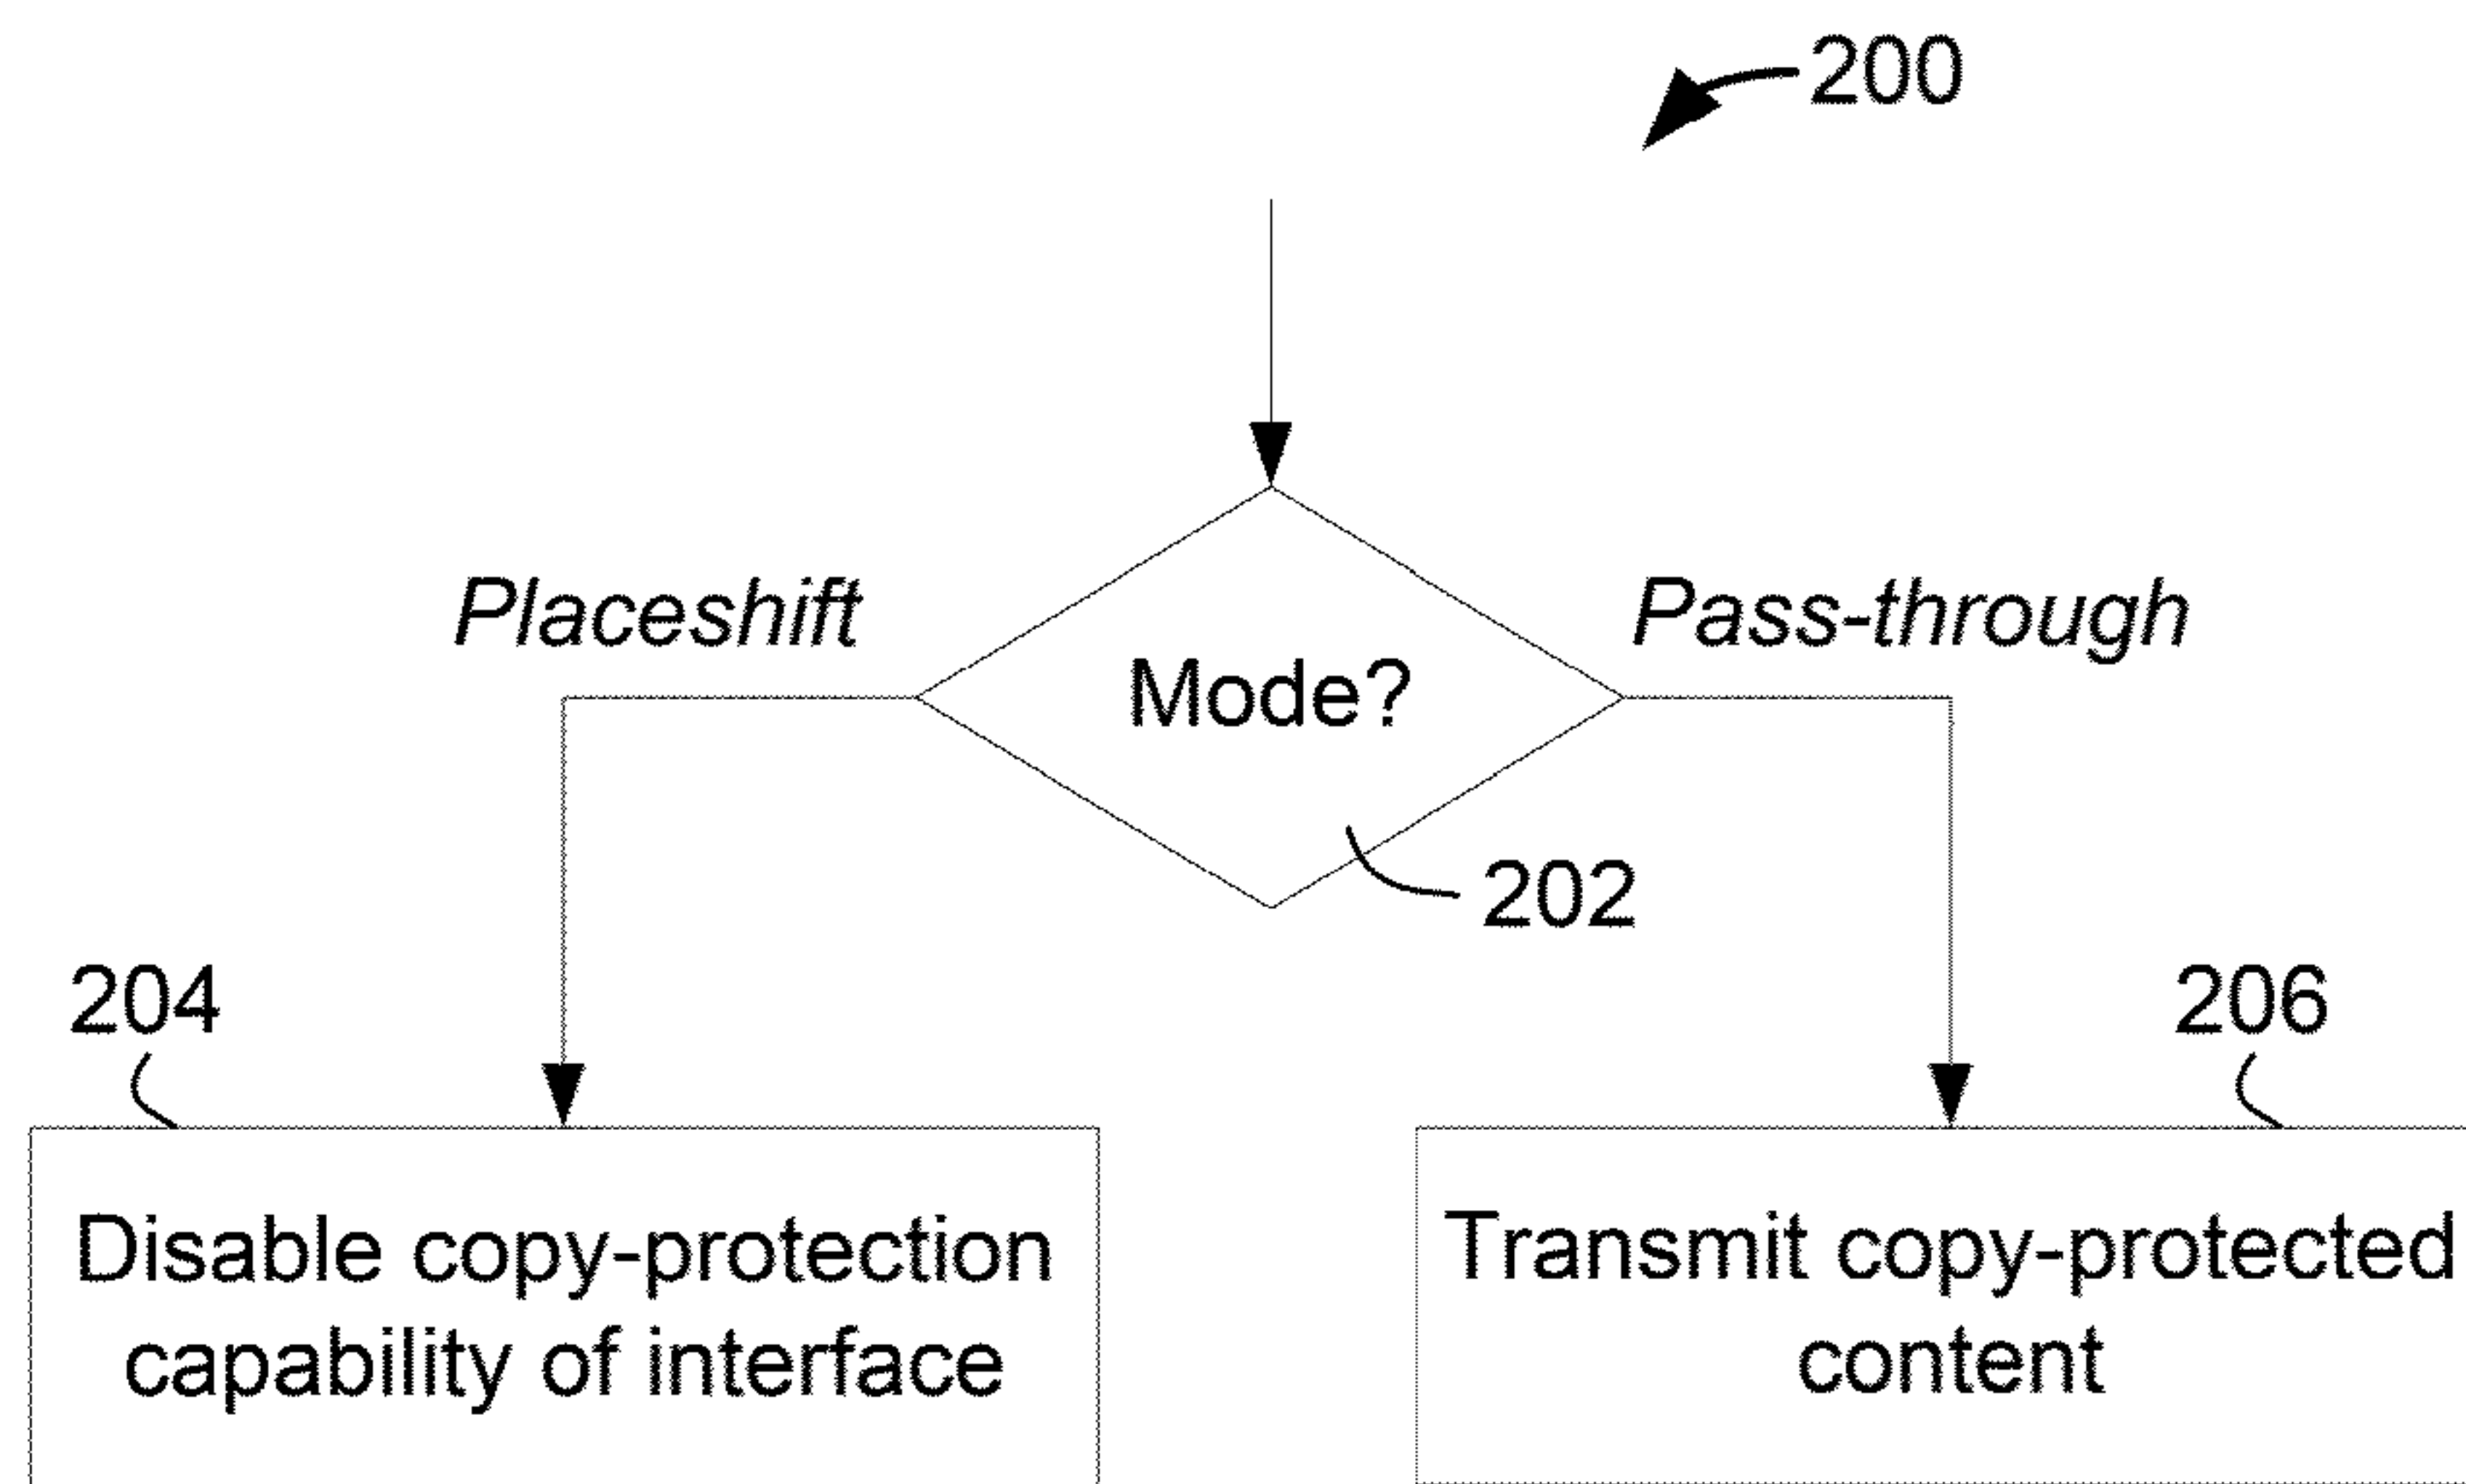 200
Placeshift
Pass-through
Mode?
202
204
206
Disable copy-protection
capability of interface
Transmit copy-protected
content